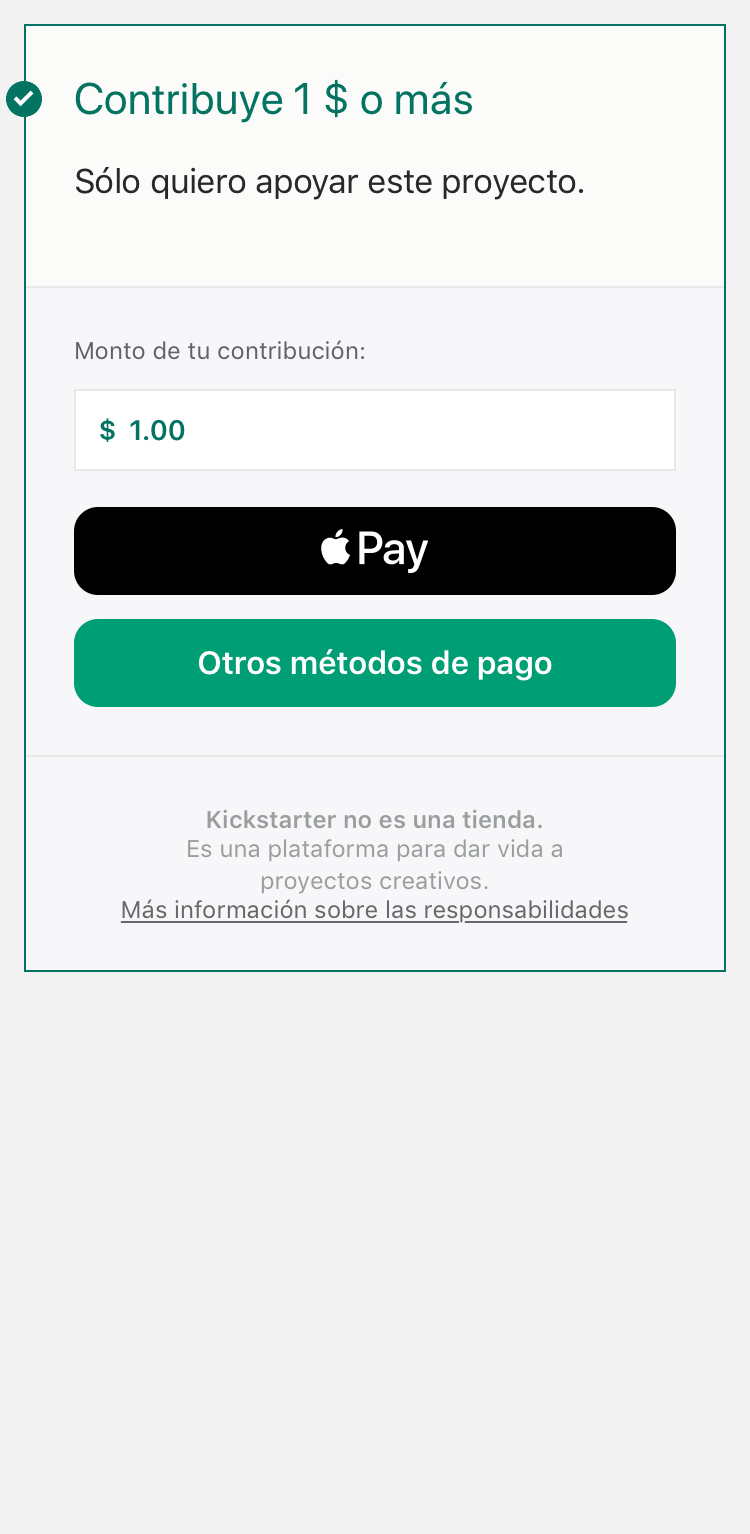 Contribuye 1 $ o más
Sólo quiero apoyar este proyecto.
Monto de tu contribución:
$ 1.00
Pay
Otros métodos de pago
Kickstarter no es una tienda.
Es una plataforma para dar vida a
proyectos creativos.
Más información sobre las responsabilidades